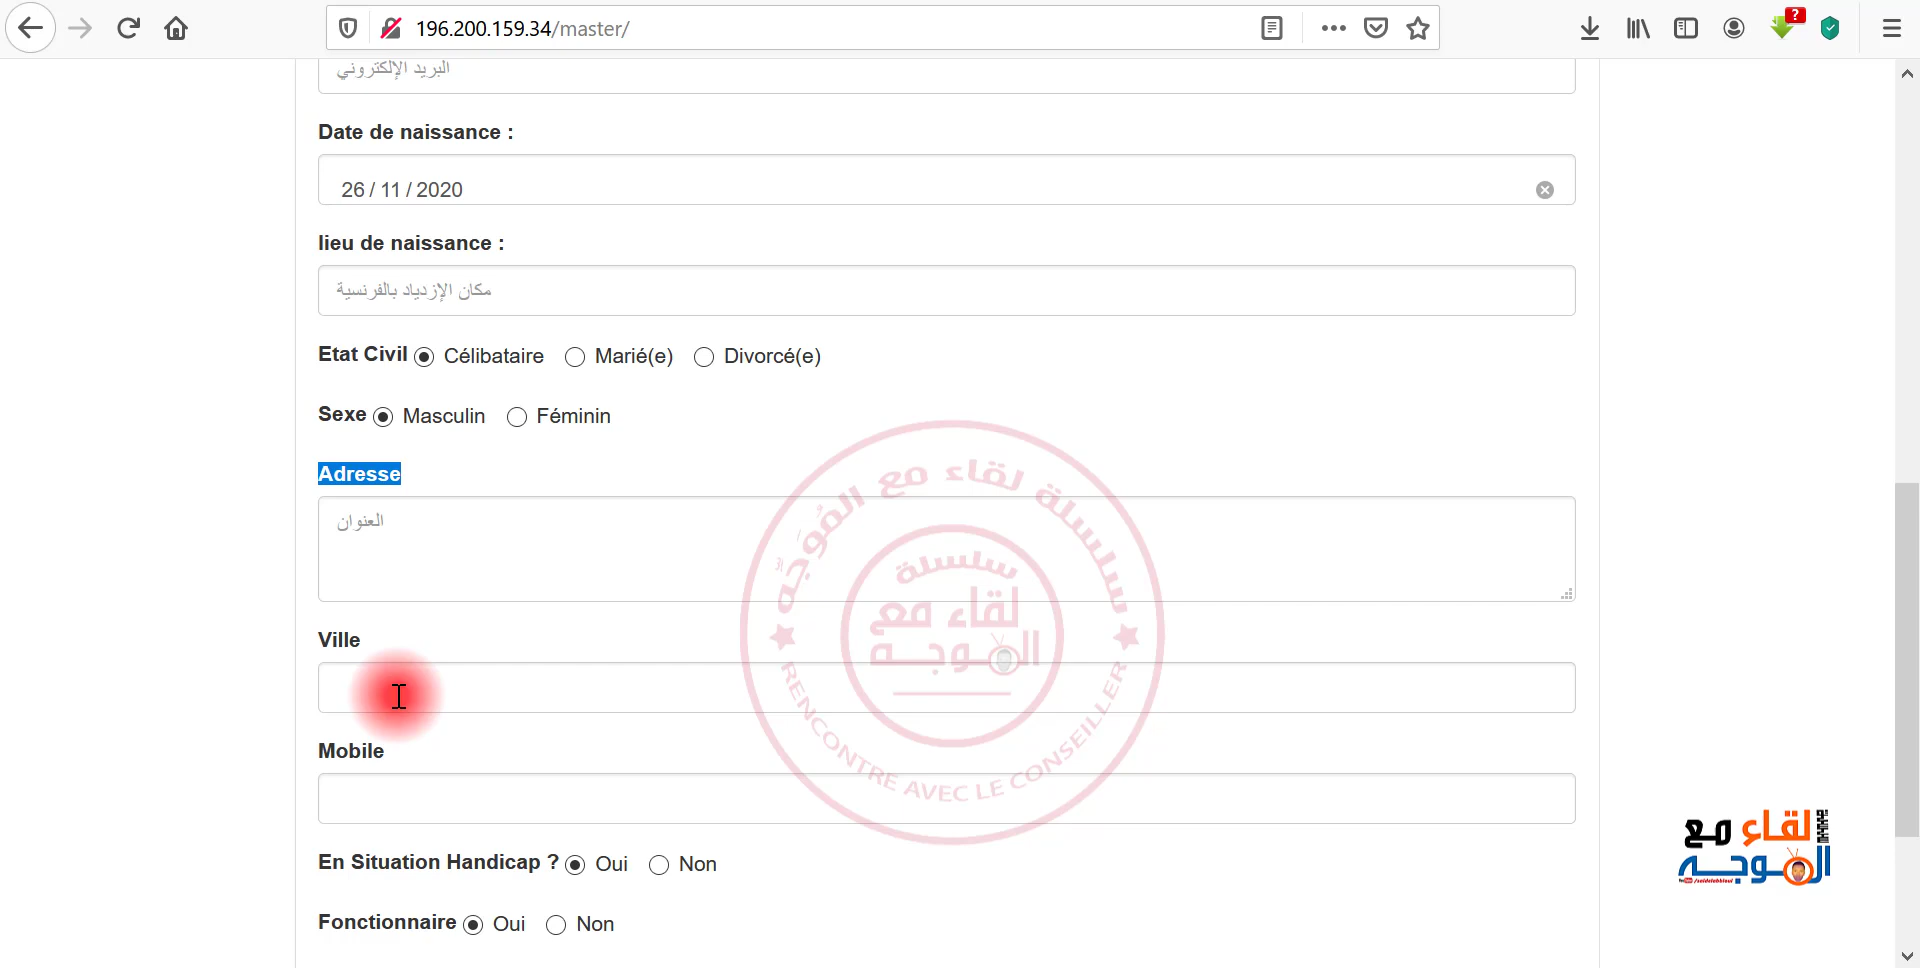 196.200.159.34/master/
?
البريد الإلكتروني
Date de naissance :
26 / 11 / 2020
lieu de naissance :
مكان الإزدياد بالفرنسية
Etat Civil Célibataire Marié(e) Divorcé(e)
Sexe Masculin Féminin
Adresse
العنوان
Ville
Mobile
En Situation Handicap ? Oui Non
Fonctionnaire Oui Non
سلسلة لقاء مع المُوَجِّه
سلسلة
لقاء مع
الموجه
RENCONTRE AVEC LE CONSEILLER
لقاء مع
الموجه